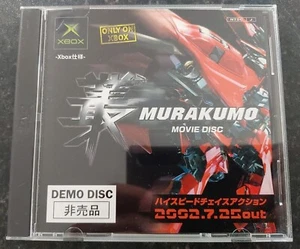 XBOX
ONLY ON
XBOX
-Xbox仕様-
叢
MURAKUMO
MOVIE DISC
DEMO DISC
非売品
ハイスピードチェイスアクション
2002.7.25out